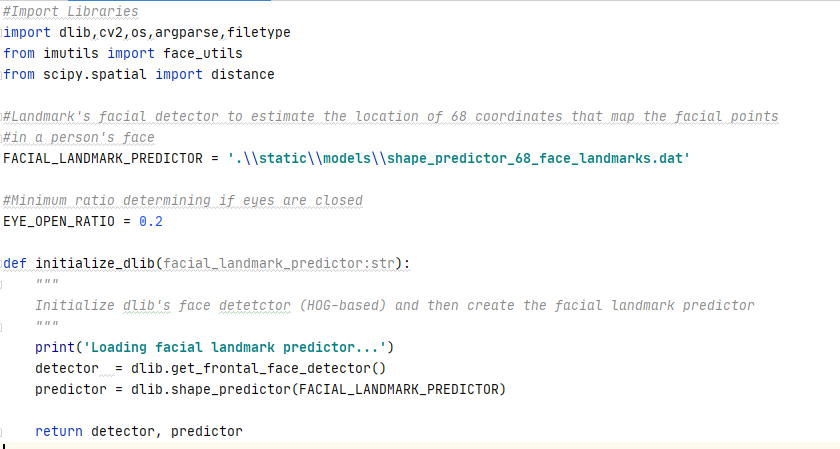 #Import Libraries
import dlib,cv2,os,argparse,filetype
from imutils import face_utils
from scipy.spatial import distance
#Landmark's facial detector to estimate the location of 68 coordinates that map the facial points
#in a person's face
FACIAL_LANDMARK_PREDICTOR = '.\\static\\models\\shape_predictor_68_face_landmarks.dat'
#Minimum ratio determining if eyes are closed
EYE_OPEN_RATIO = 0.2
def initialize_dlib(facial_landmark_predictor:str):
    """
    Initialize dlib's face detetctor (HOG-based) and then create the facial landmark predictor
    """
    print('Loading facial landmark predictor...')
    detector  = dlib.get_frontal_face_detector()
    predictor = dlib.shape_predictor(FACIAL_LANDMARK_PREDICTOR)
    return detector, predictor